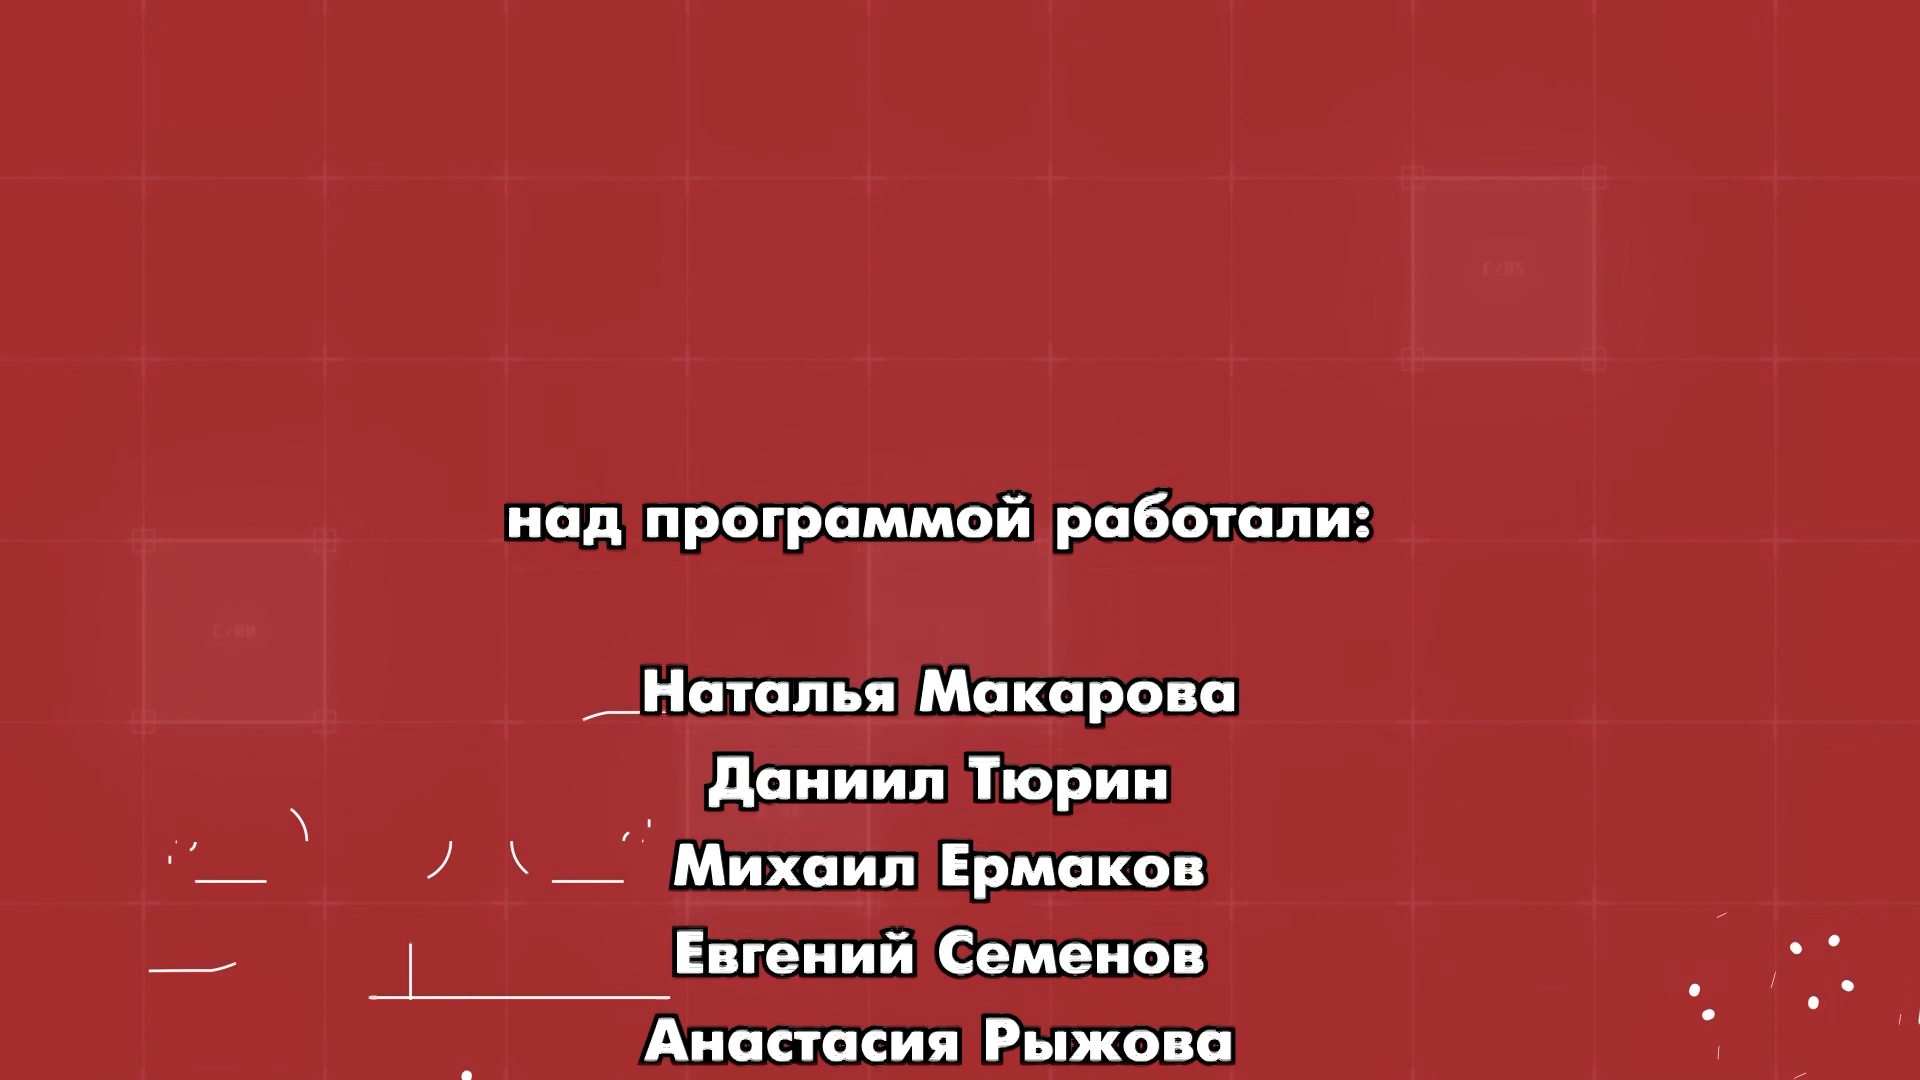 над программой работали:
Наталья Макарова
Даниил Тюрин
Михаил Ермаков
Евгений Семенов
Анастасия Рыжова